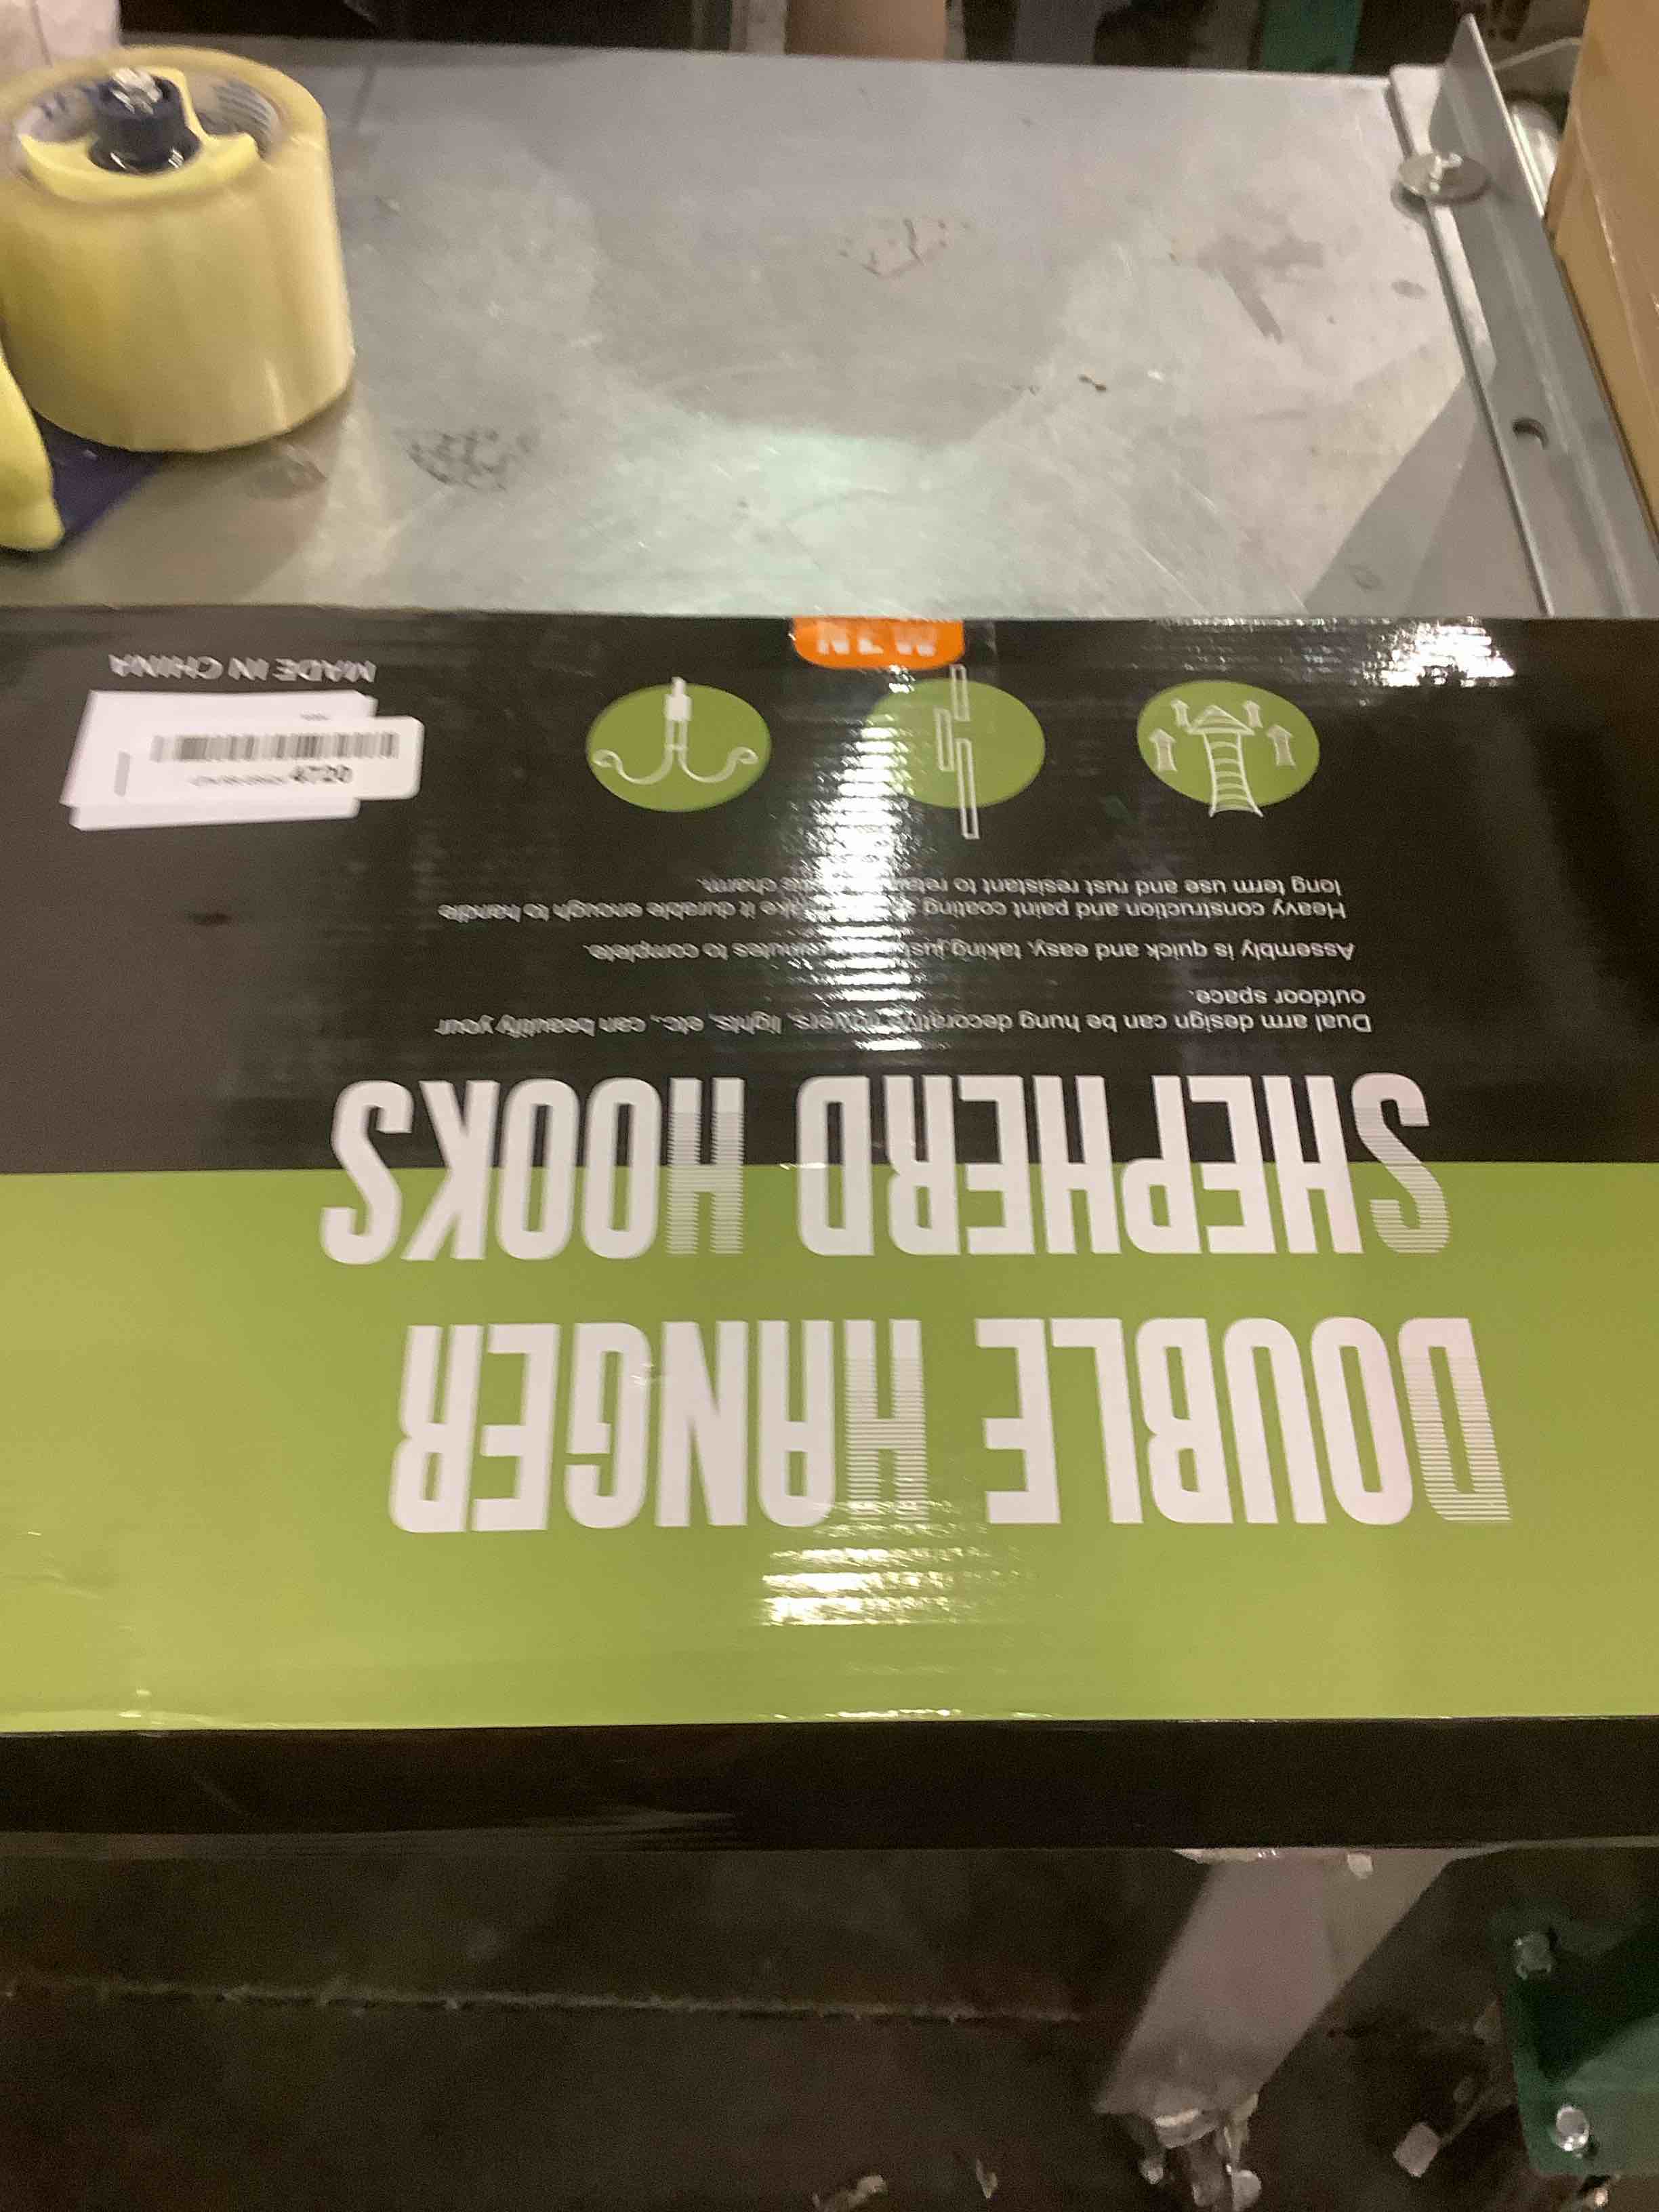 DOUBLE HANGER
SHEPHERD HOOKS
Dual arm design can be hung decorative flowers, lights, etc., can beautify your
outdoor space.
Assembly is quick and easy, taking just minutes to complete.
Heavy construction and paint coating make it durable enough to handle
long term use and rust resistant to retain charm.
4720
MADE IN CHINA
NEW